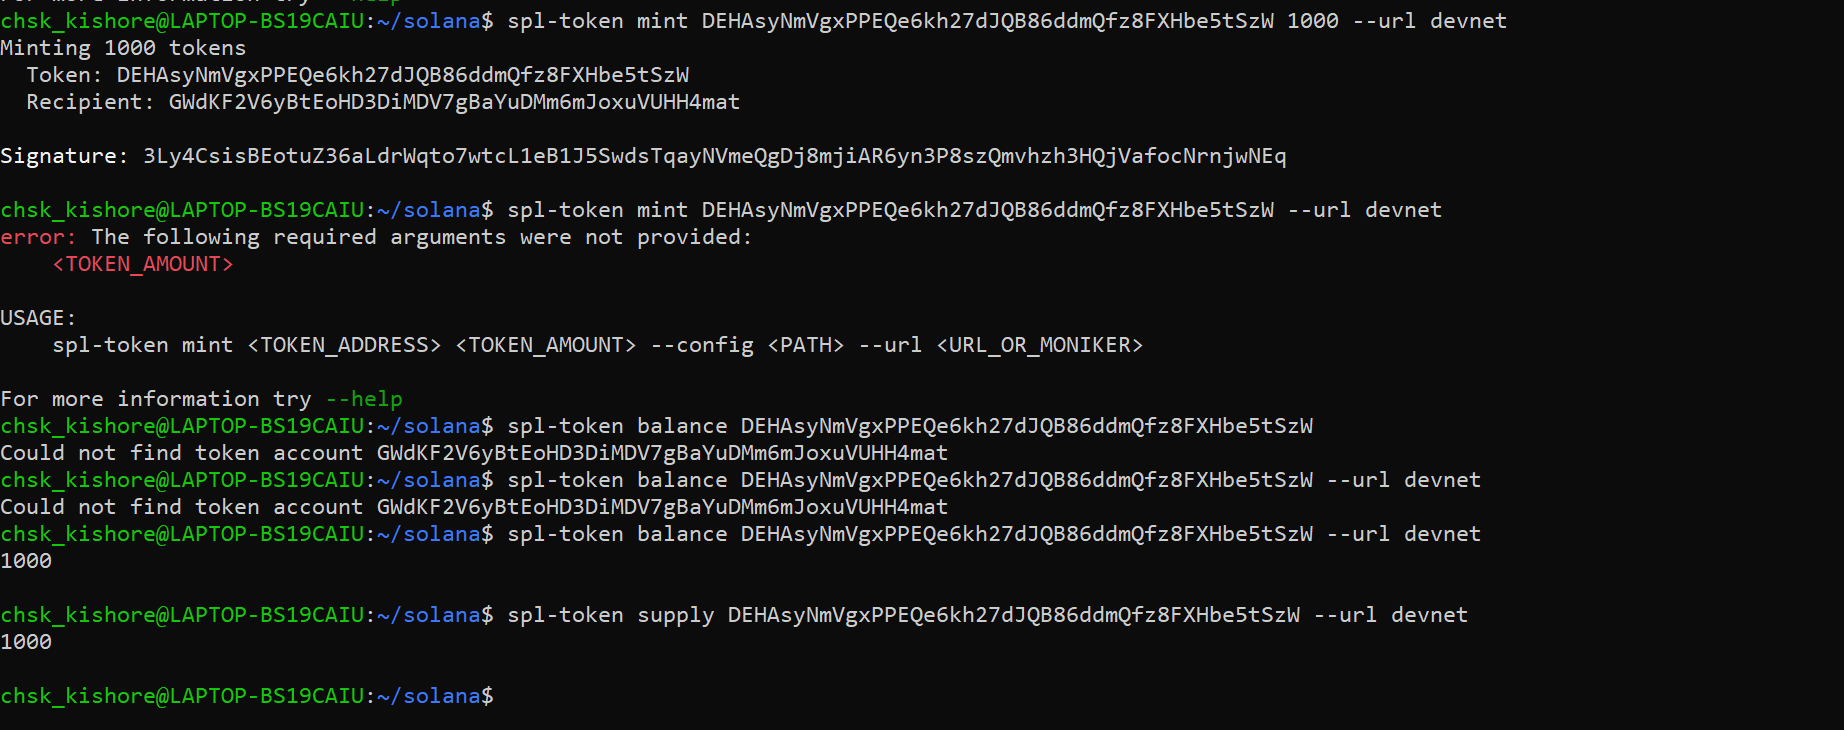 For more information try --help
chsk_kishore@LAPTOP-BS19CAIU:~/solana$ spl-token mint DEHAsyNmVgxPPEQe6kh27dJQB86ddmQfz8FXHbe5tSzW 1000 --url devnet
Minting 1000 tokens
  Token: DEHAsyNmVgxPPEQe6kh27dJQB86ddmQfz8FXHbe5tSzW
  Recipient: GWdKF2V6yBtEoHD3DiMDV7gBaYuDMm6mJoxuVUHH4mat
Signature: 3Ly4CsisBEotuZ36aLdrWqto7wtcL1eB1J5SwdsTqayNVmeQgDj8mjiAR6yn3P8szQmvhzh3HQjVafocNrnjwNEq
chsk_kishore@LAPTOP-BS19CAIU:~/solana$ spl-token mint DEHAsyNmVgxPPEQe6kh27dJQB86ddmQfz8FXHbe5tSzW --url devnet
error: The following required arguments were not provided:
    <TOKEN_AMOUNT>
USAGE:
    spl-token mint <TOKEN_ADDRESS> <TOKEN_AMOUNT> --config <PATH> --url <URL_OR_MONIKER>
For more information try --help
chsk_kishore@LAPTOP-BS19CAIU:~/solana$ spl-token balance DEHAsyNmVgxPPEQe6kh27dJQB86ddmQfz8FXHbe5tSzW
Could not find token account GWdKF2V6yBtEoHD3DiMDV7gBaYuDMm6mJoxuVUHH4mat
chsk_kishore@LAPTOP-BS19CAIU:~/solana$ spl-token balance DEHAsyNmVgxPPEQe6kh27dJQB86ddmQfz8FXHbe5tSzW --url devnet
Could not find token account GWdKF2V6yBtEoHD3DiMDV7gBaYuDMm6mJoxuVUHH4mat
chsk_kishore@LAPTOP-BS19CAIU:~/solana$ spl-token balance DEHAsyNmVgxPPEQe6kh27dJQB86ddmQfz8FXHbe5tSzW --url devnet
1000
chsk_kishore@LAPTOP-BS19CAIU:~/solana$ spl-token supply DEHAsyNmVgxPPEQe6kh27dJQB86ddmQfz8FXHbe5tSzW --url devnet
1000
chsk_kishore@LAPTOP-BS19CAIU:~/solana$